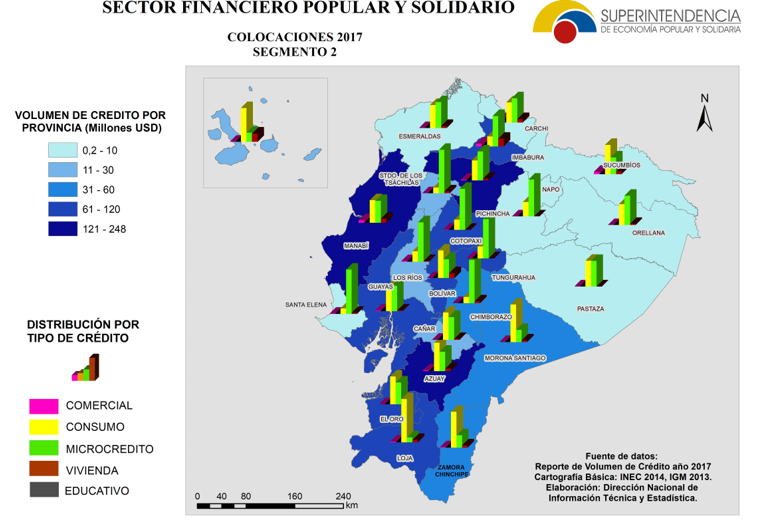 SECTOR FINANCIERO POPULAR Y SOLIDARIO
COLOCACIONES 2017
SEGMENTO 2
SUPERINTENDENCIA
DE ECONOMÍA POPULAR Y SOLIDARIA
VOLUMEN DE CREDITO POR
PROVINCIA (Millones USD)
0,2 - 10
11 - 30
31 - 60
61 - 120
121 - 248
N
ESMERALDAS
CARCHI
IMBABURA
SUCUMBÍOS
STDO. DE LOS
TSÁCHILAS
NAPO
PICHINCHA
ORELLANA
MANABÍ
COTOPAXI
LOS RÍOS
TUNGURAHUA
GUAYAS
BOLÍVAR
SANTA ELENA
PASTAZA
CHIMBORAZO
CAÑAR
MORONA SANTIAGO
AZUAY
EL ORO
LOJA
ZAMORA
CHINCHIPE
DISTRIBUCIÓN POR
TIPO DE CRÉDITO
COMERCIAL
CONSUMO
MICROCREDITO
VIVIENDA
EDUCATIVO
0 40 80 160 240
km
Fuente de datos:
Reporte de Volumen de Crédito año 2017
Cartografía Básica: INEC 2014, IGM 2013.
Elaboración: Dirección Nacional de
Información Técnica y Estadística.